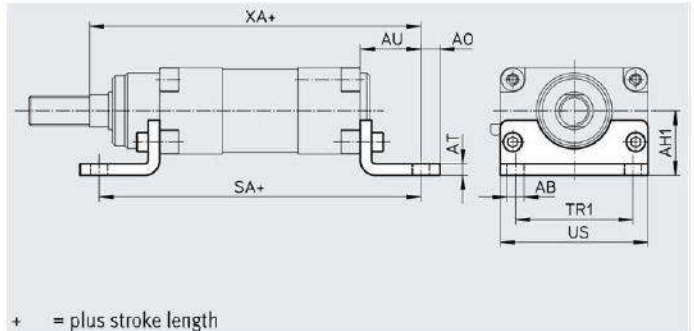 XA+
AU
AO
AT
SA+
AH1
AB
TR1
US
+ = plus stroke length